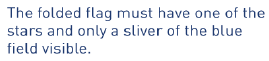 The folded flag must have one of the
stars and only a sliver of the blue
field visible.